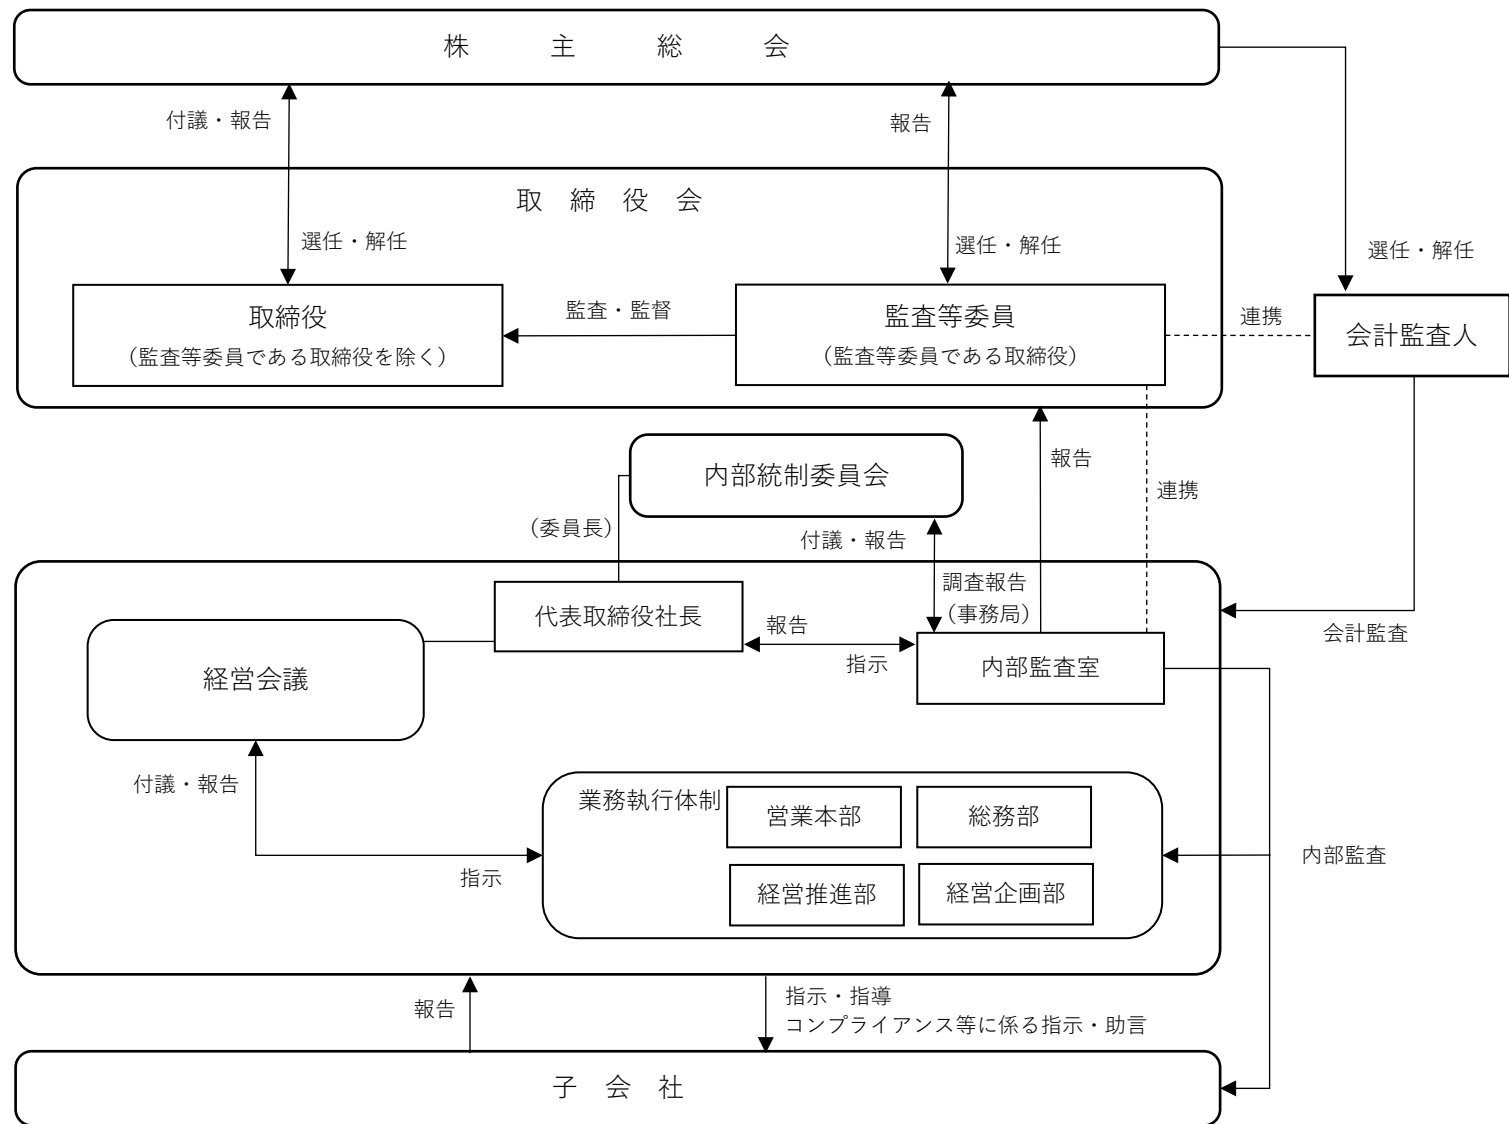 株　主　総　会
付議・報告
報告
取　締　役　会
選任・解任
選任・解任
選任・解任
取締役
（監査等委員である取締役を除く）
監査・監督
監査等委員
（監査等委員である取締役）
連携
会計監査人
内部統制委員会
報告
連携
（委員長）
付議・報告
調査報告
（事務局）
代表取締役社長
報告
指示
会計監査
経営会議
内部監査室
付議・報告
指示
業務執行体制
営業本部
総務部
経営推進部
経営企画部
内部監査
報告
指示・指導
コンプライアンス等に係る指示・助言
子　会　社